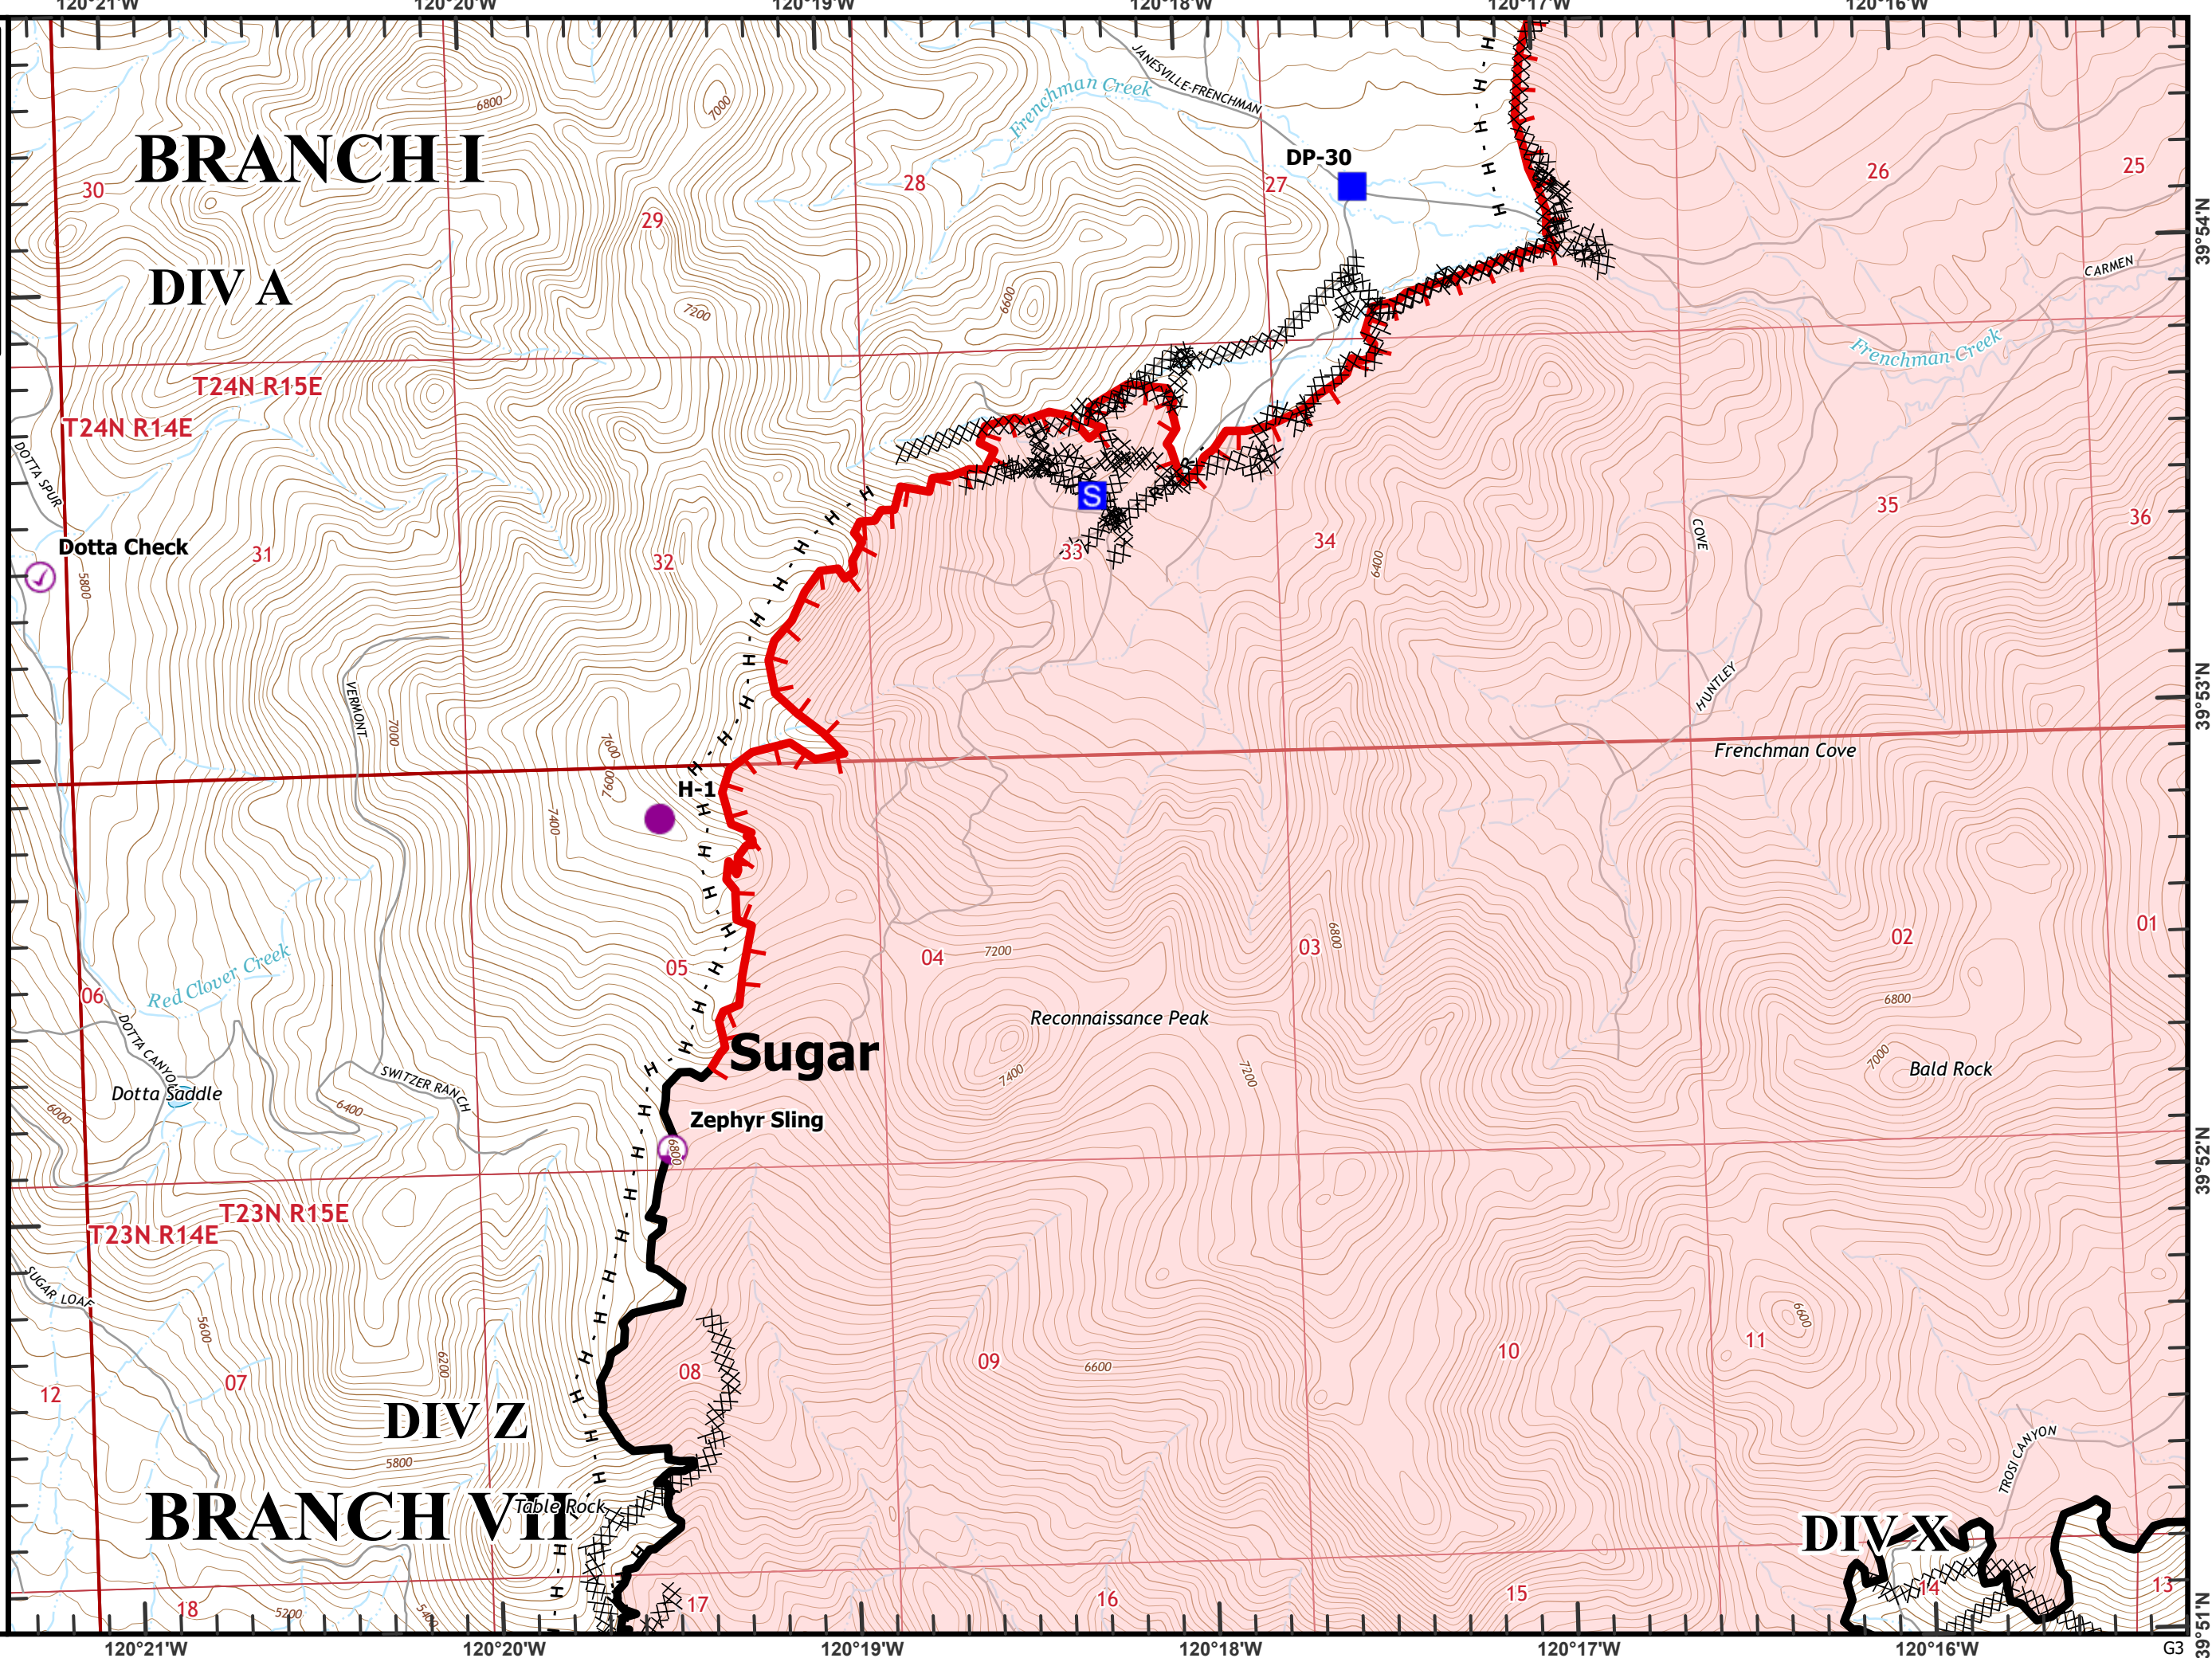 120°21'W 120°20'W 120°19'W 120°18'W 120°17'W 120°16'W
JANESVILLE-FRENCHMAN
Frenchman Creek
6800
7000
BRANCH I
DP-30
30
29
28
27
26
25
39°54'N
DIV A
7200
6600
CARMEN
Frenchman Creek
T24N R15E
T24N R14E
DOTTA SPUR
H
R
S
Dotta Check
5800
31
32
33
34
35
36
6400
COVE
VERMONT
7000
7600
7600
HUNTLEY
39°53'N
Frenchman Cove
H-1
7400
05
04
7200
03
6800
02
01
06
Red Clover Creek
6800
Reconnaissance Peak
DOTTA CANYON
Sugar
7400
7200
7000
Bald Rock
Dotta Saddle
SWITZER RANCH
6000
6400
Zephyr Sling
6800
39°52'N
T23N R15E
T23N R14E
SUGAR LOAF
5600
6200
6600
12
07
08
09
6600
10
11
DIV Z
5800
TROSI CANYON
Table Rock
BRANCH VII
DIV X
18
5200
5400
17
16
15
14
13
39°51'N
120°21'W 120°20'W 120°19'W 120°18'W 120°17'W 120°16'W
G3